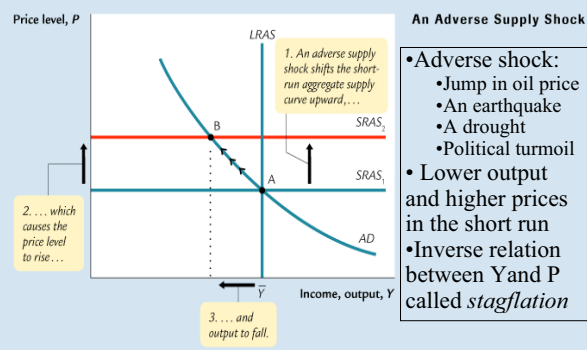 Price level, P
An Adverse Supply Shock
LRAS
1. An adverse supply
shock shifts the short-
run aggregate supply
curve upward,...
B
SRAS2
A
SRAS1
2. ... which
causes the
price level
to rise...
AD
Y̅
Income, output, Y
3. ... and
output to fall.
•Adverse shock:
•Jump in oil price
•An earthquake
•A drought
•Political turmoil
• Lower output
and higher prices
in the short run
•Inverse relation
between Yand P
called stagflation